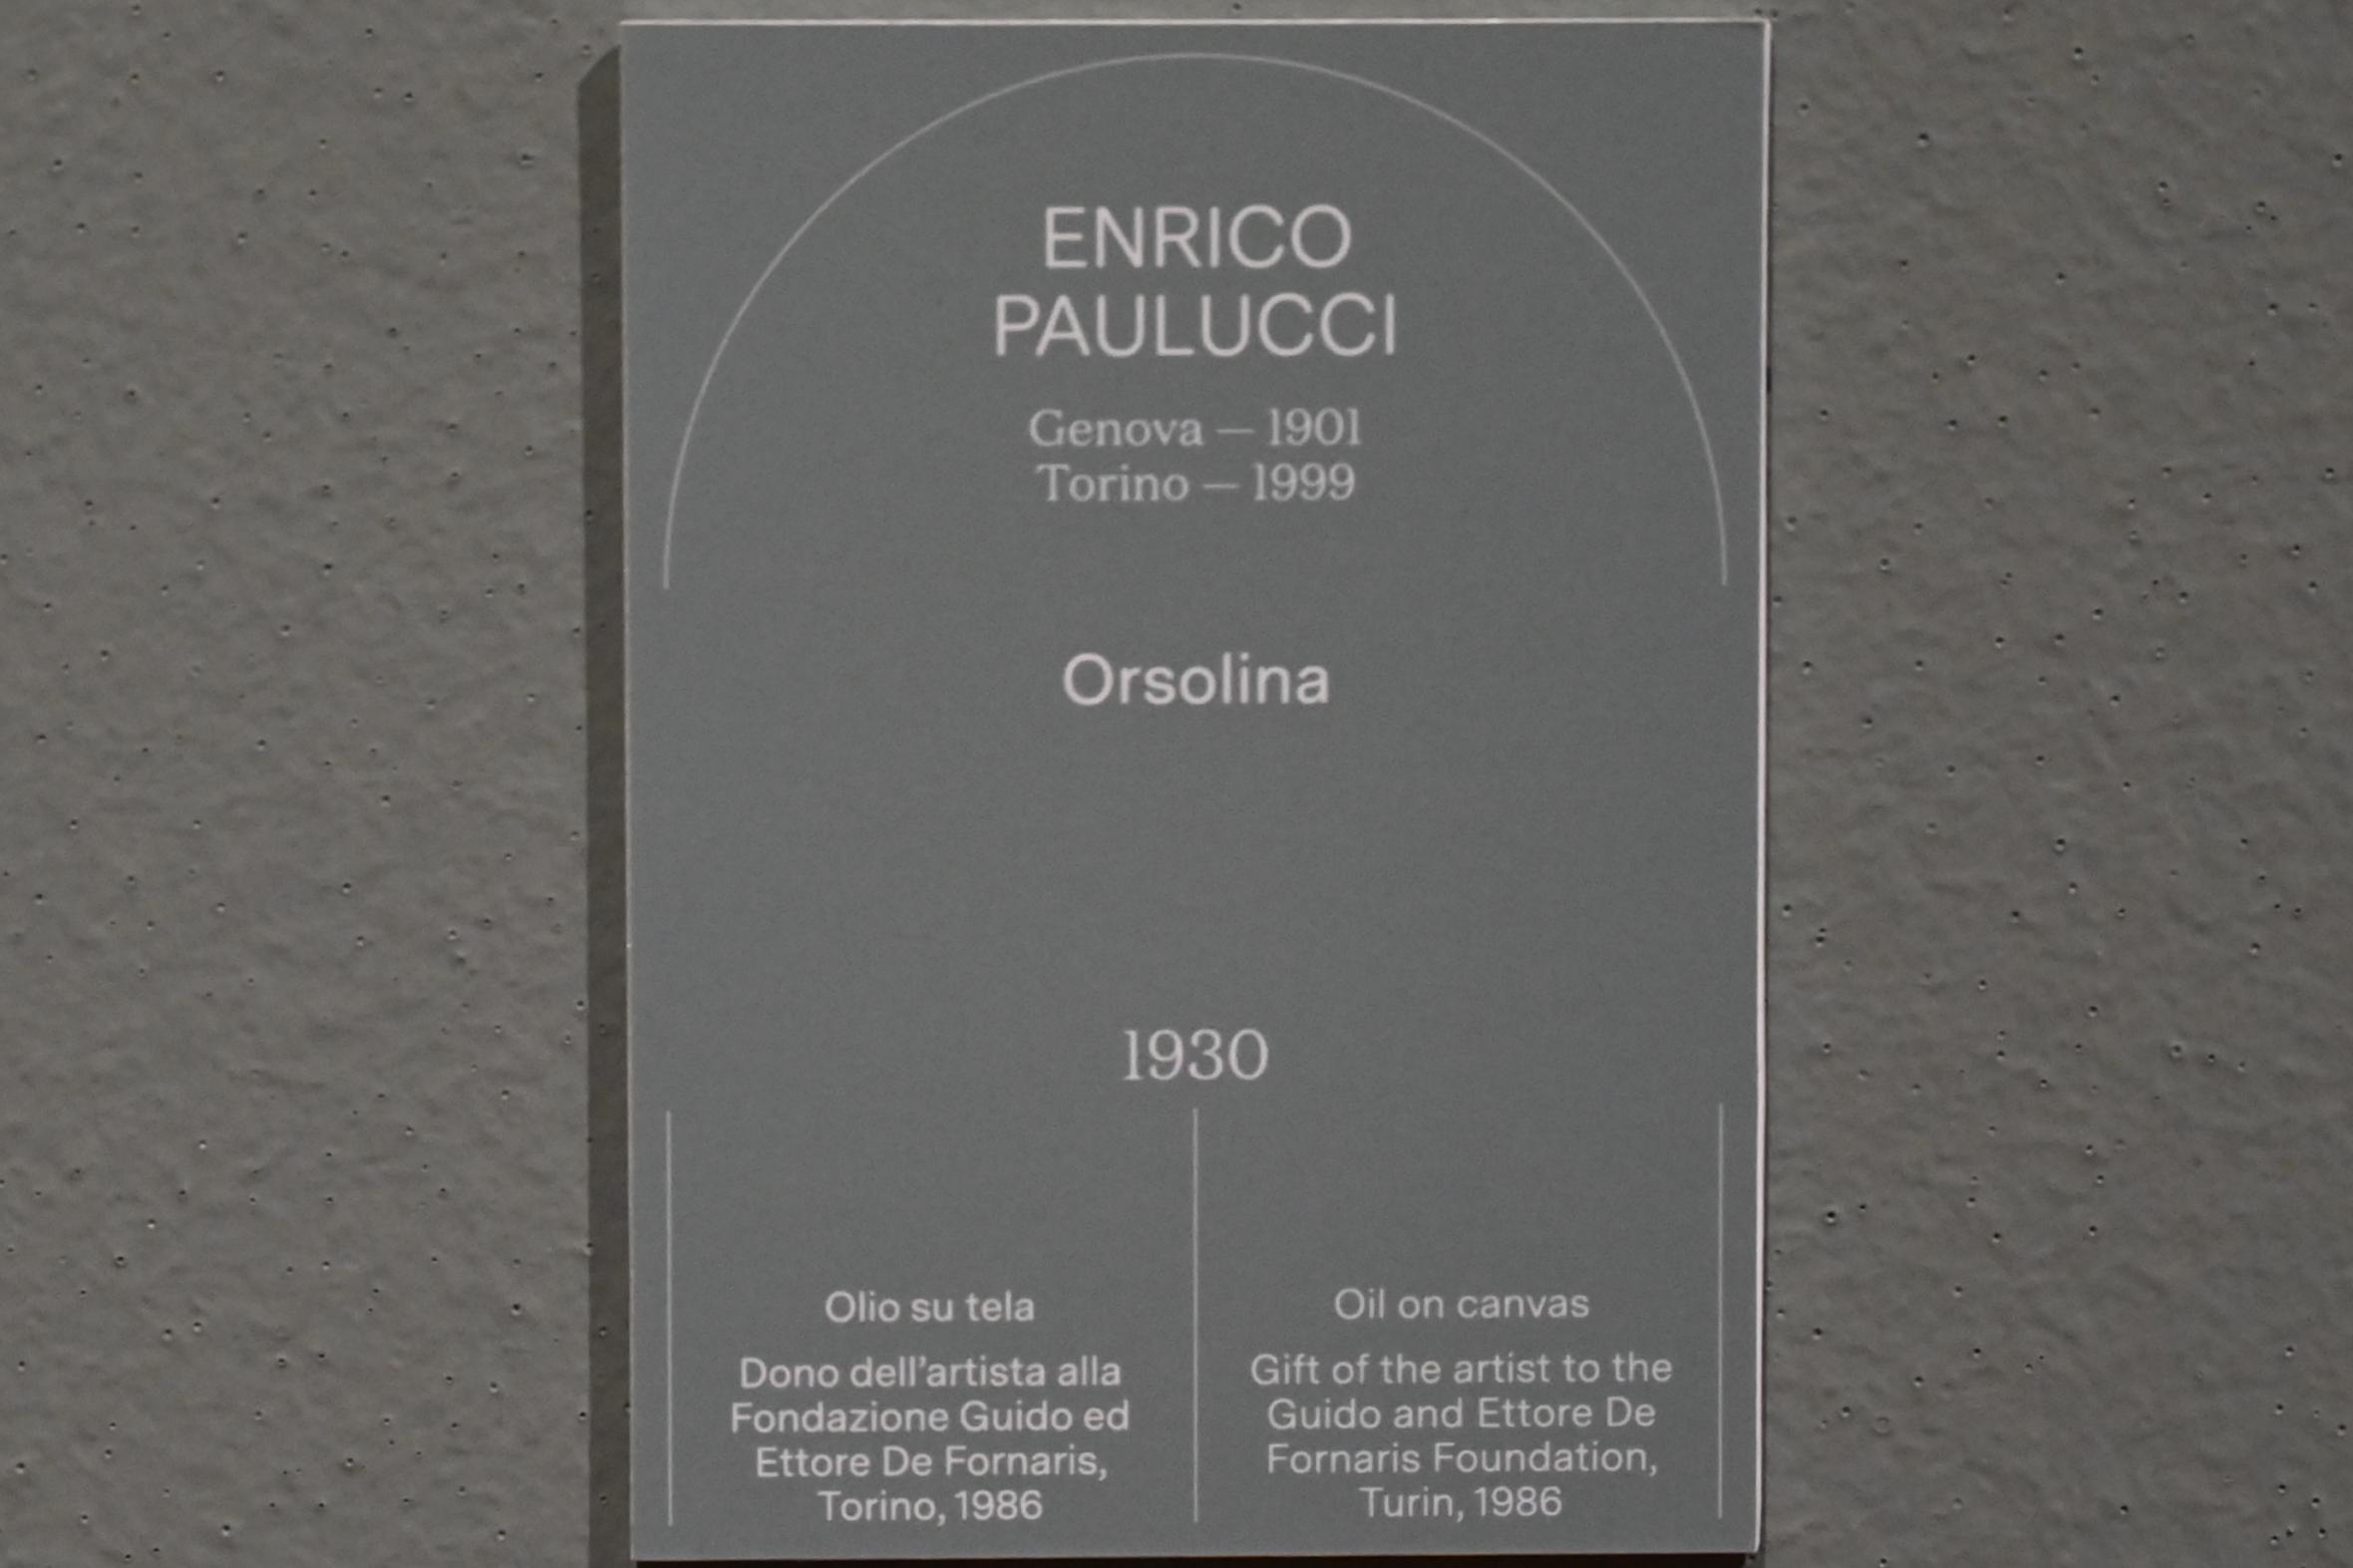 ENRICO
PAULUCCI
Genova — 1901
Torino — 1999
Orsolina
1930
Olio su tela
Dono dell’artista alla
Fondazione Guido ed
Ettore De Fornaris,
Torino, 1986
Oil on canvas
Gift of the artist to the
Guido and Ettore De
Fornaris Foundation,
Turin, 1986